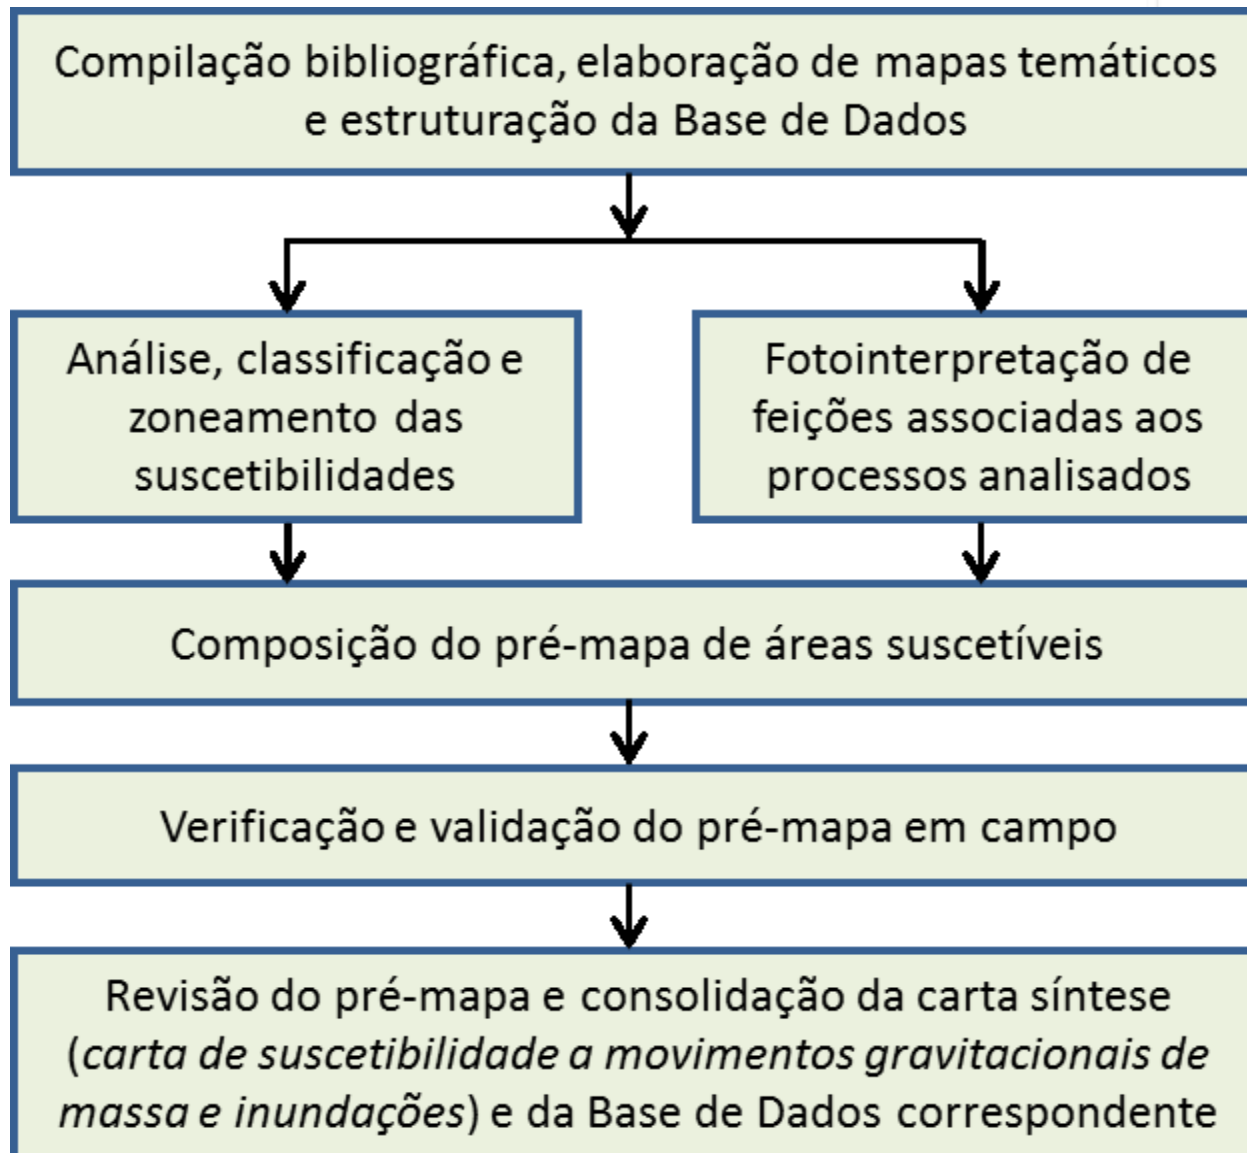 Compilação bibliográfica, elaboração de mapas temáticos
e estruturação da Base de Dados
Análise, classificação e
zoneamento das
suscetibilidades
Fotointerpretação de
feições associadas aos
processos analisados
Composição do pré-mapa de áreas suscetíveis
Verificação e validação do pré-mapa em campo
Revisão do pré-mapa e consolidação da carta síntese
(carta de suscetibilidade a movimentos gravitacionais de
massa e inundações) e da Base de Dados correspondente